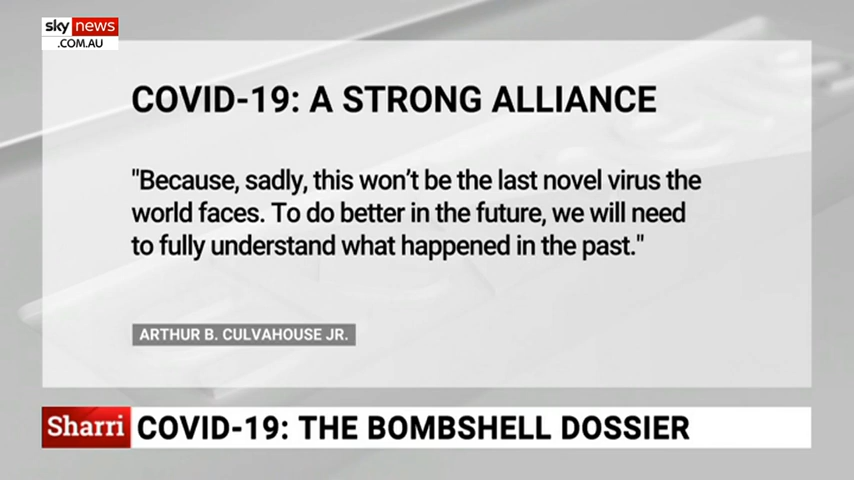 sky news
.COM.AU
COVID-19: A STRONG ALLIANCE
"Because, sadly, this won’t be the last novel virus the
world faces. To do better in the future, we will need
to fully understand what happened in the past."
ARTHUR B. CULVAHOUSE JR.
Sharri COVID-19: THE BOMBSHELL DOSSIER